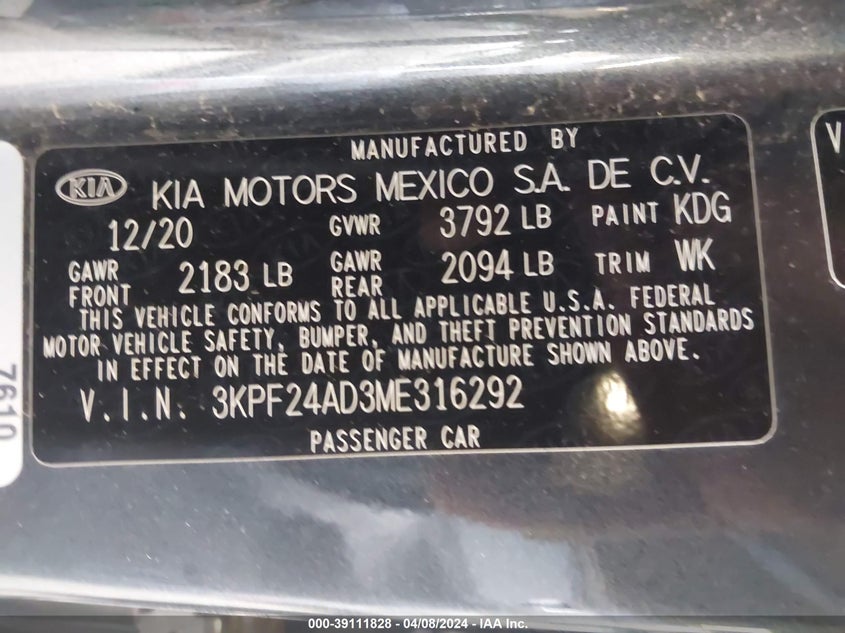 MANUFACTURED BY
KIA KIA MOTORS MEXICO S.A. DE C.V.
12/20 GVWR 3792 LB PAINT KDG
GAWR FRONT 2183 LB GAWR REAR 2094 LB TRIM WK
THIS VEHICLE CONFORMS TO ALL APPLICABLE U.S.A. FEDERAL
MOTOR VEHICLE SAFETY, BUMPER, AND THEFT PREVENTION STANDARDS
IN EFFECT ON THE DATE OF MANUFACTURE SHOWN ABOVE.
V.I.N. 3KPF24AD3ME316292
PASSENGER CAR
V
000-39111828 - 04/08/2024 - IAA Inc.